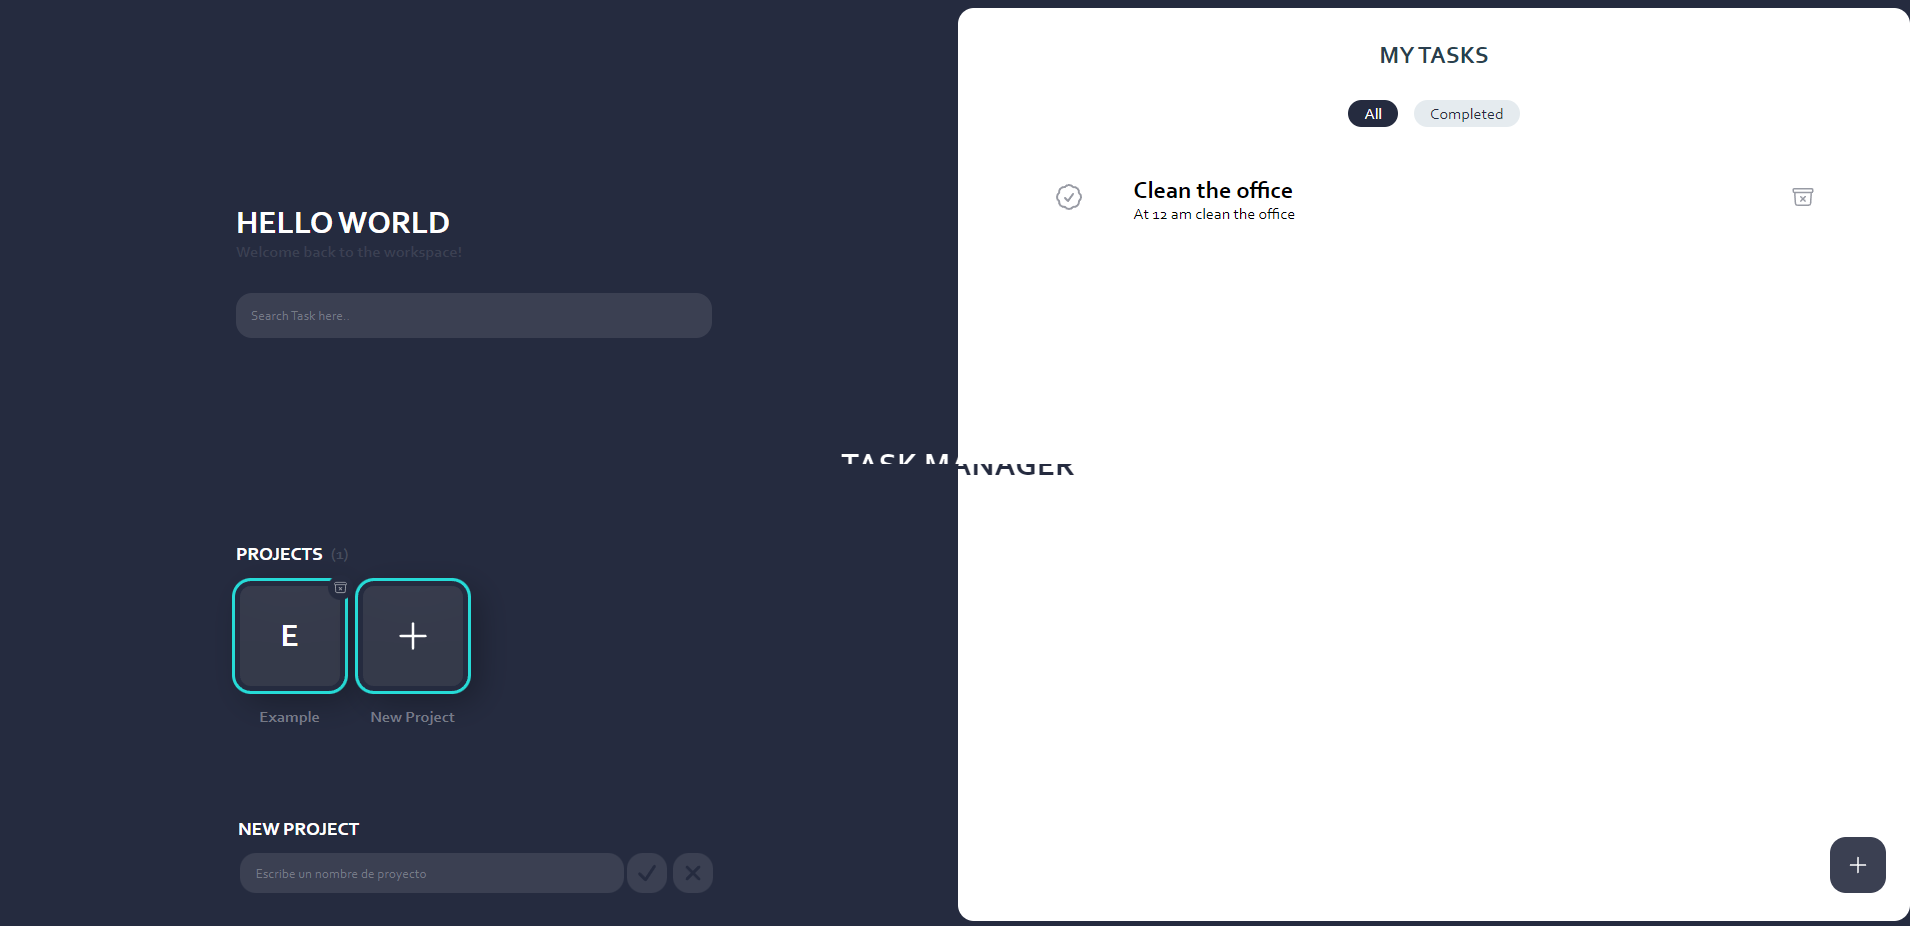 HELLO WORLD
Welcome back to the workspace!
Search Task here..
TASK MANAGER
PROJECTS (1)
E
Example
New Project
NEW PROJECT
Escribe un nombre de proyecto
MY TASKS
All
Completed
Clean the office
At 12 am clean the office